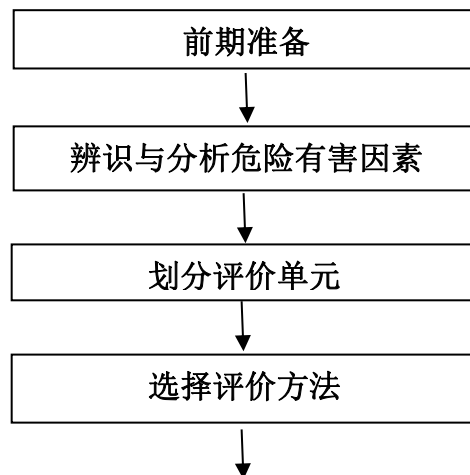 前期准备
辨识与分析危险有害因素
划分评价单元
选择评价方法